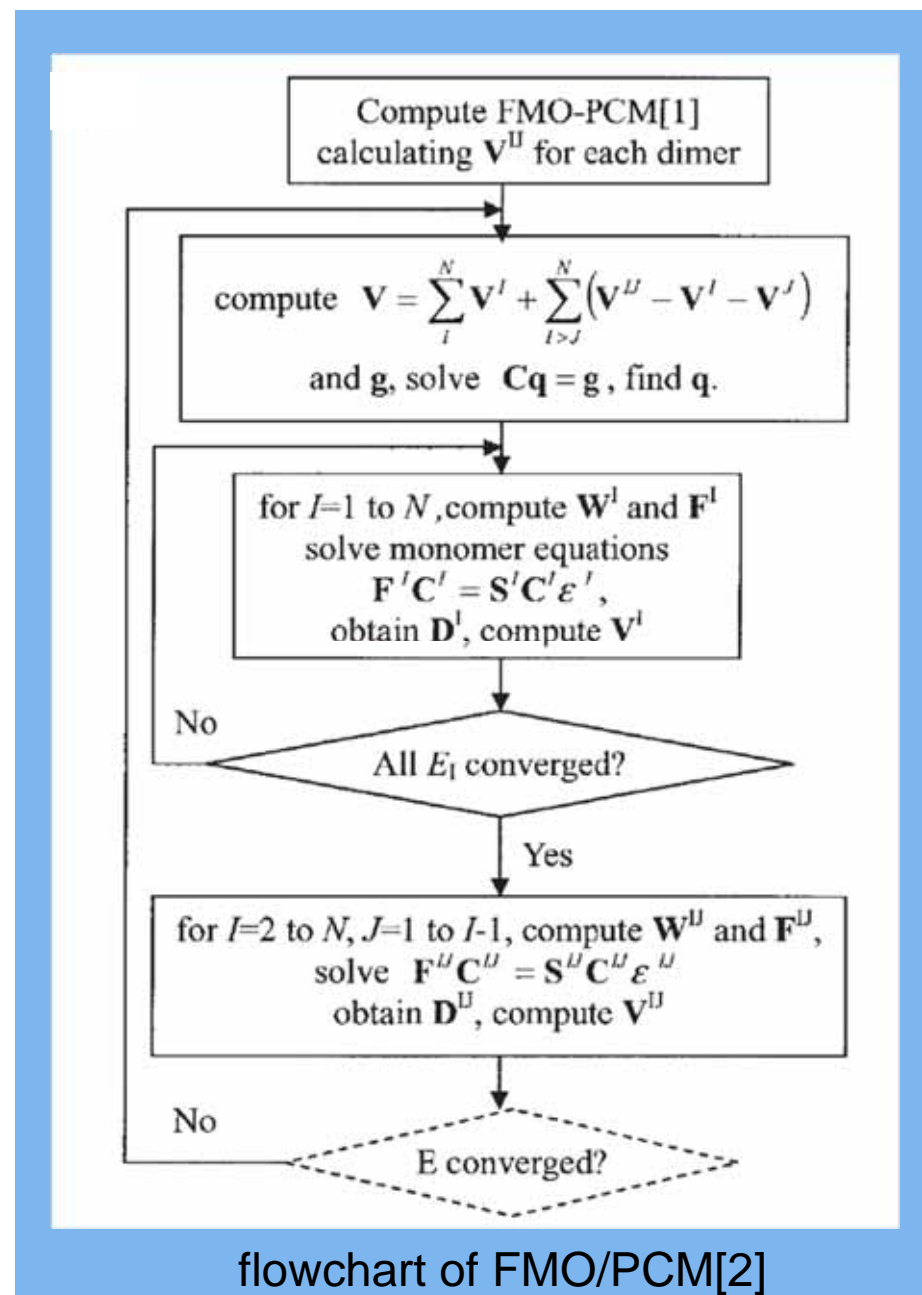 Compute FMO-PCM[1]
calculating V^IJ for each dimer
compute V = ∑_I^N V^I + ∑_{I>J}^N (V^IJ − V^I − V^J)
and g, solve Cq = g , find q.
for I=1 to N ,compute W^I and F^I
solve monomer equations
F^I C^I = S^I C^I ε^I ,
obtain D^I, compute V^I
No
All E_I converged?
Yes
for I=2 to N, J=1 to I-1, compute W^IJ and F^IJ,
solve F^IJ C^IJ = S^IJ C^IJ ε^IJ
obtain D^IJ, compute V^IJ
No
E converged?
flowchart of FMO/PCM[2]